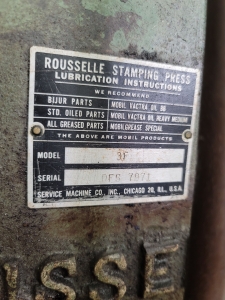 ROUSSELLE STAMPING PRESS
LUBRICATION INSTRUCTIONS
WE RECOMMEND
BIJUR PARTS MOBIL VACTRA OIL
STD. OILED PARTS MOBIL VACTRA HEAVY MEDIUM
ALL GREASED PARTS MOBILGREASE SPECIAL
THE ABOVE ARE MOBIL PRODUCTS
MODEL 3F
SERIAL
SERVICE MACHINE CO., INC., CHICAGO 20, ILL., U.S.A.
ISSE